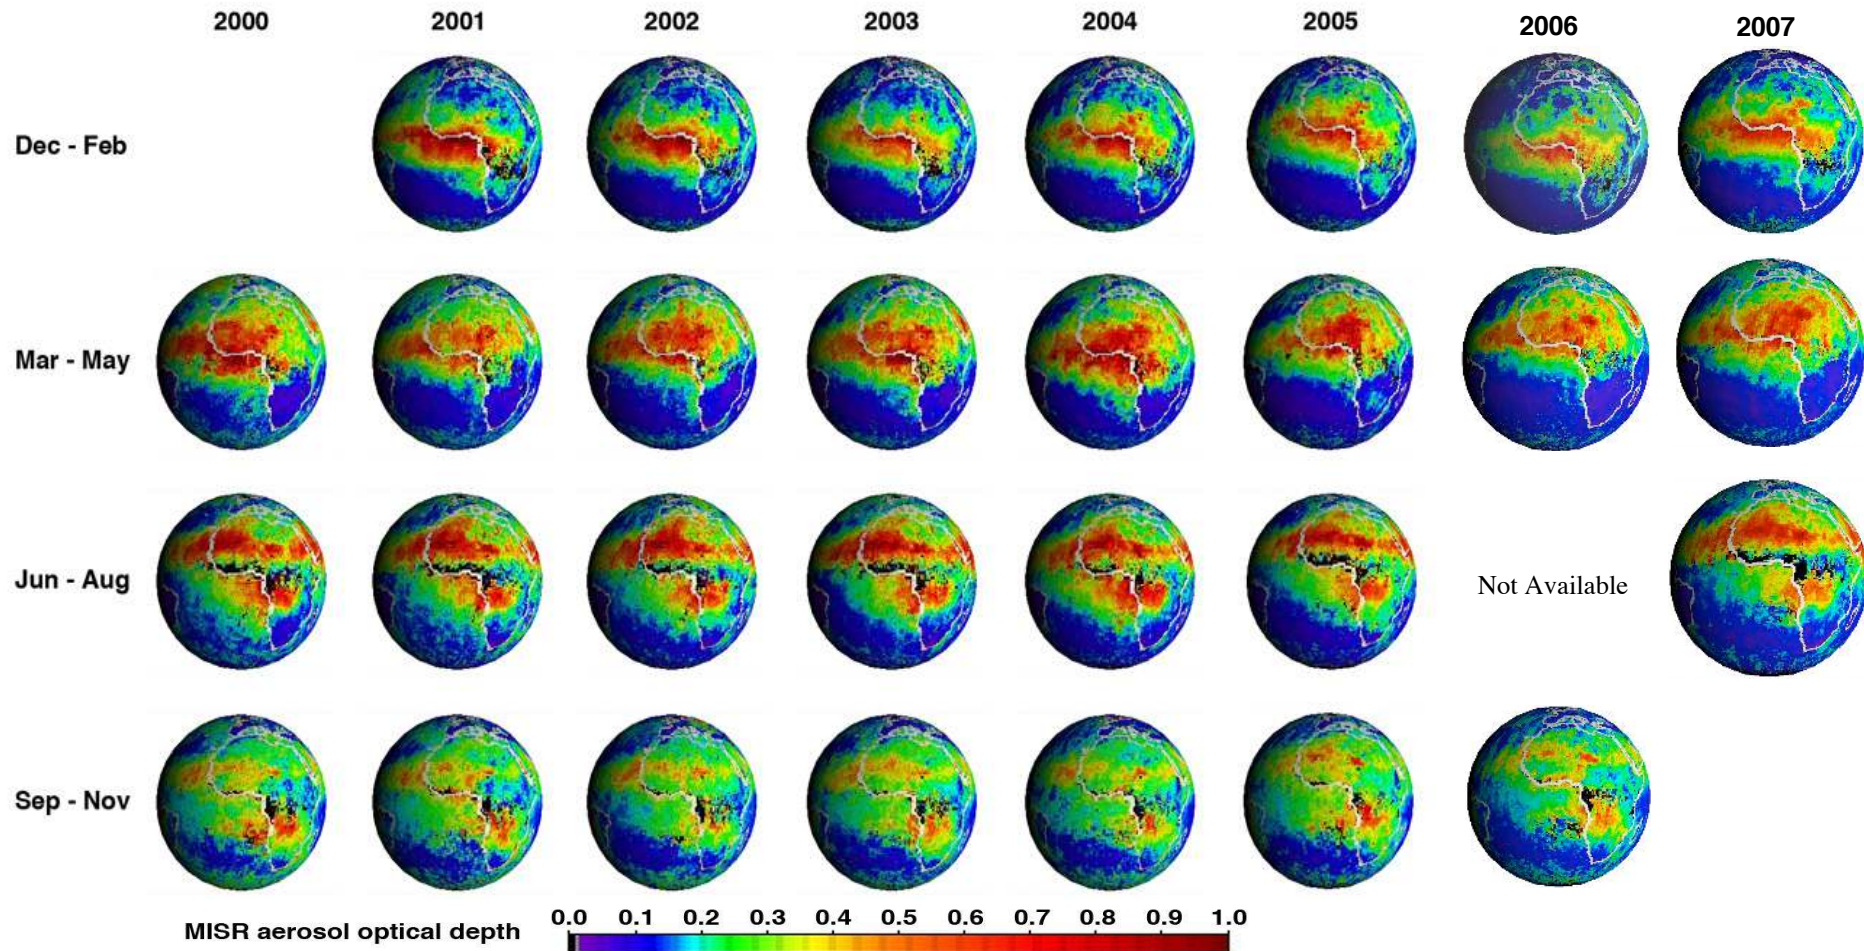 2000 2001 2002 2003 2004 2005 2006 2007
Dec - Feb
Mar - May
Jun - Aug
Not Available
Sep - Nov
0.0 0.1 0.2 0.3 0.4 0.5 0.6 0.7 0.8 0.9 1.0
MISR aerosol optical depth